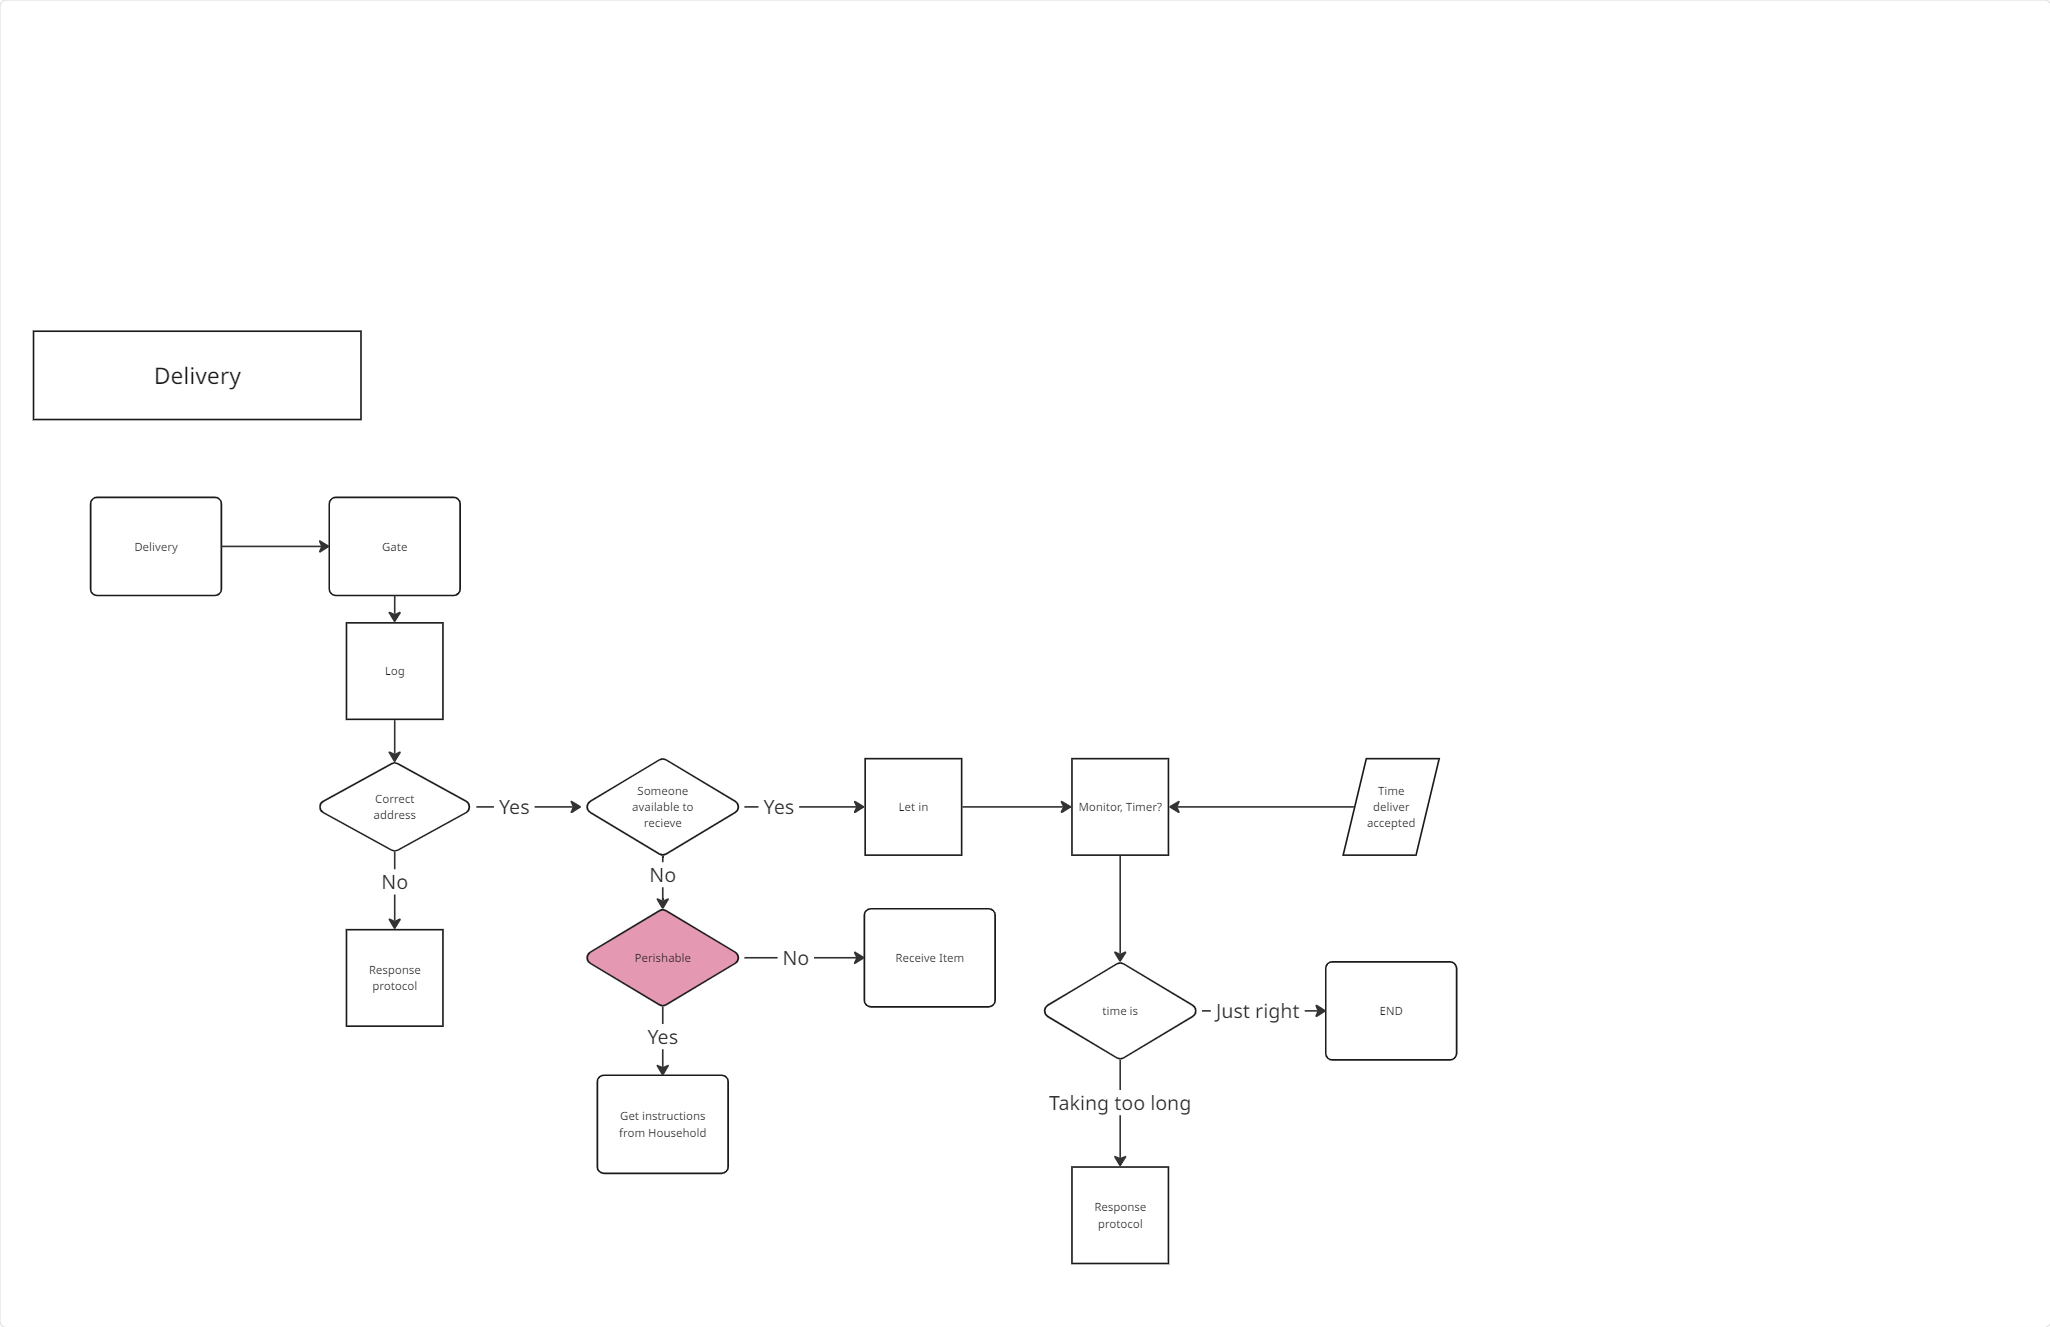 Delivery
Delivery
Gate
Log
Correct
address
Yes
Someone
available to
recieve
Yes
Let in
Monitor, Timer?
Time
deliver
accepted
No
No
Response
protocol
Perishable
No
Receive Item
time is
Just right
END
Yes
Taking too long
Get instructions
from Household
Response
protocol